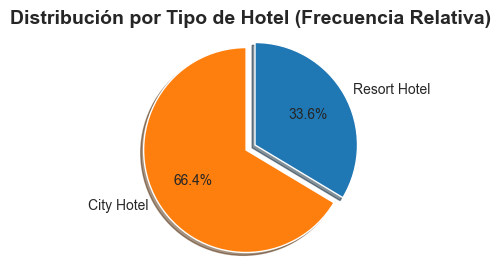 Distribución por Tipo de Hotel (Frecuencia Relativa)
Resort Hotel
33.6%
66.4%
City Hotel